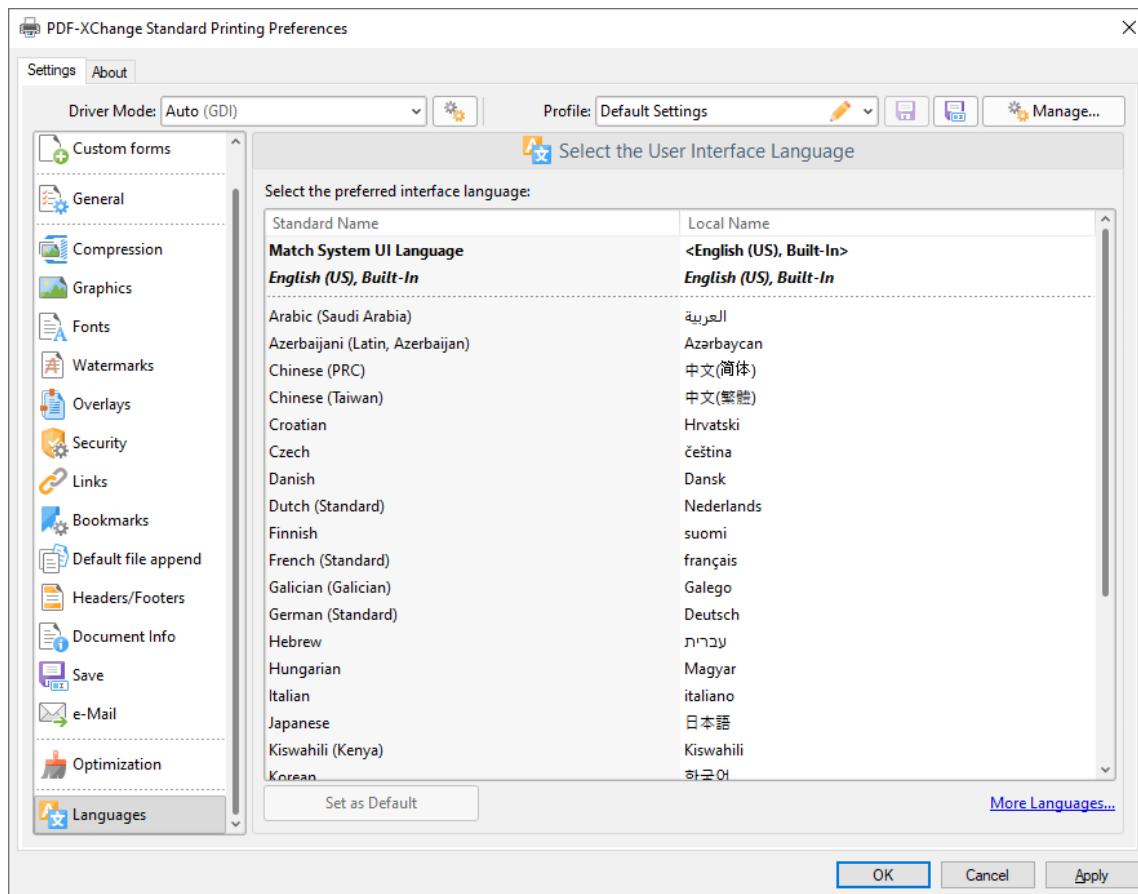 PDF-XChange Standard Printing Preferences
Settings About
Driver Mode: Auto (GDI) Profile: Default Settings Manage...
Custom forms
General
Compression
Graphics
Fonts
Watermarks
Overlays
Security
Links
Bookmarks
Default file append
Headers/Footers
Document Info
Save
e-Mail
Optimization
Languages
Select the User Interface Language
Select the preferred interface language:
Standard Name Local Name
Match System UI Language <English (US), Built-In>
English (US), Built-In English (US), Built-In
Arabic (Saudi Arabia) العربية
Azerbaijani (Latin, Azerbaijan) Azərbaycan
Chinese (PRC) 中文(简体)
Chinese (Taiwan) 中文(繁體)
Croatian Hrvatski
Czech čeština
Danish Dansk
Dutch (Standard) Nederlands
Finnish suomi
French (Standard) français
Galician (Galician) Galego
German (Standard) Deutsch
Hebrew עברית
Hungarian Magyar
Italian italiano
Japanese 日本語
Kiswahili (Kenya) Kiswahili
Korean 한국어
Set as Default More Languages...
OK Cancel Apply